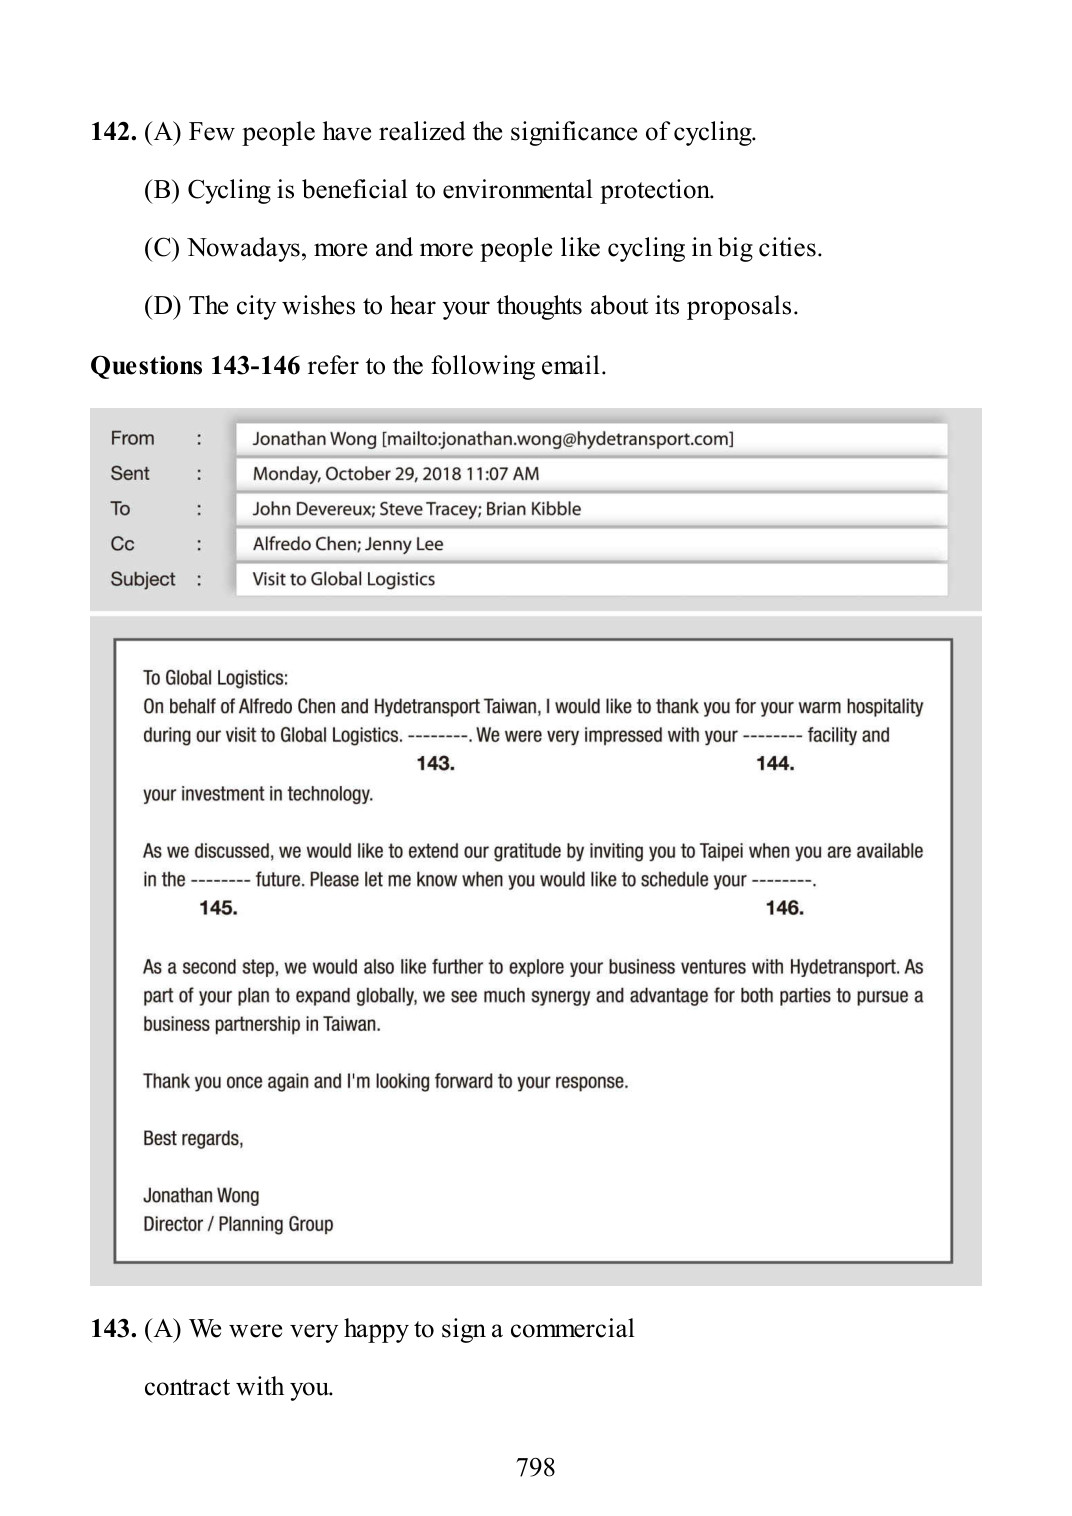 142. (A) Few people have realized the significance of cycling.
(B) Cycling is beneficial to environmental protection.
(C) Nowadays, more and more people like cycling in big cities.
(D) The city wishes to hear your thoughts about its proposals.
Questions 143-146 refer to the following email.
From : Jonathan Wong [mailto:jonathan.wong@hydetransport.com]
Sent : Monday, October 29, 2018 11:07 AM
To : John Devereux; Steve Tracey; Brian Kibble
Cc : Alfredo Chen; Jenny Lee
Subject : Visit to Global Logistics
To Global Logistics:
On behalf of Alfredo Chen and Hydetransport Taiwan, I would like to thank you for your warm hospitality
during our visit to Global Logistics. --------. We were very impressed with your -------- facility and
143. 144.
your investment in technology.
As we discussed, we would like to extend our gratitude by inviting you to Taipei when you are available
in the -------- future. Please let me know when you would like to schedule your --------.
145. 146.
As a second step, we would also like further to explore your business ventures with Hydetransport. As
part of your plan to expand globally, we see much synergy and advantage for both parties to pursue a
business partnership in Taiwan.
Thank you once again and I'm looking forward to your response.
Best regards,
Jonathan Wong
Director / Planning Group
143. (A) We were very happy to sign a commercial
contract with you.
798